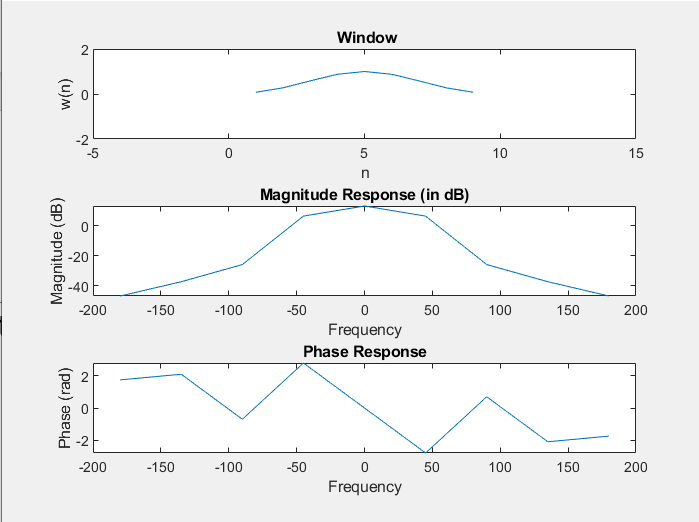 Window
2
0
-2
w(n)
-5 0 5 10 15
n
Magnitude Response (in dB)
0
-20
-40
Magnitude (dB)
-200 -150 -100 -50 0 50 100 150 200
Frequency
Phase Response
2
0
-2
Phase (rad)
-200 -150 -100 -50 0 50 100 150 200
Frequency